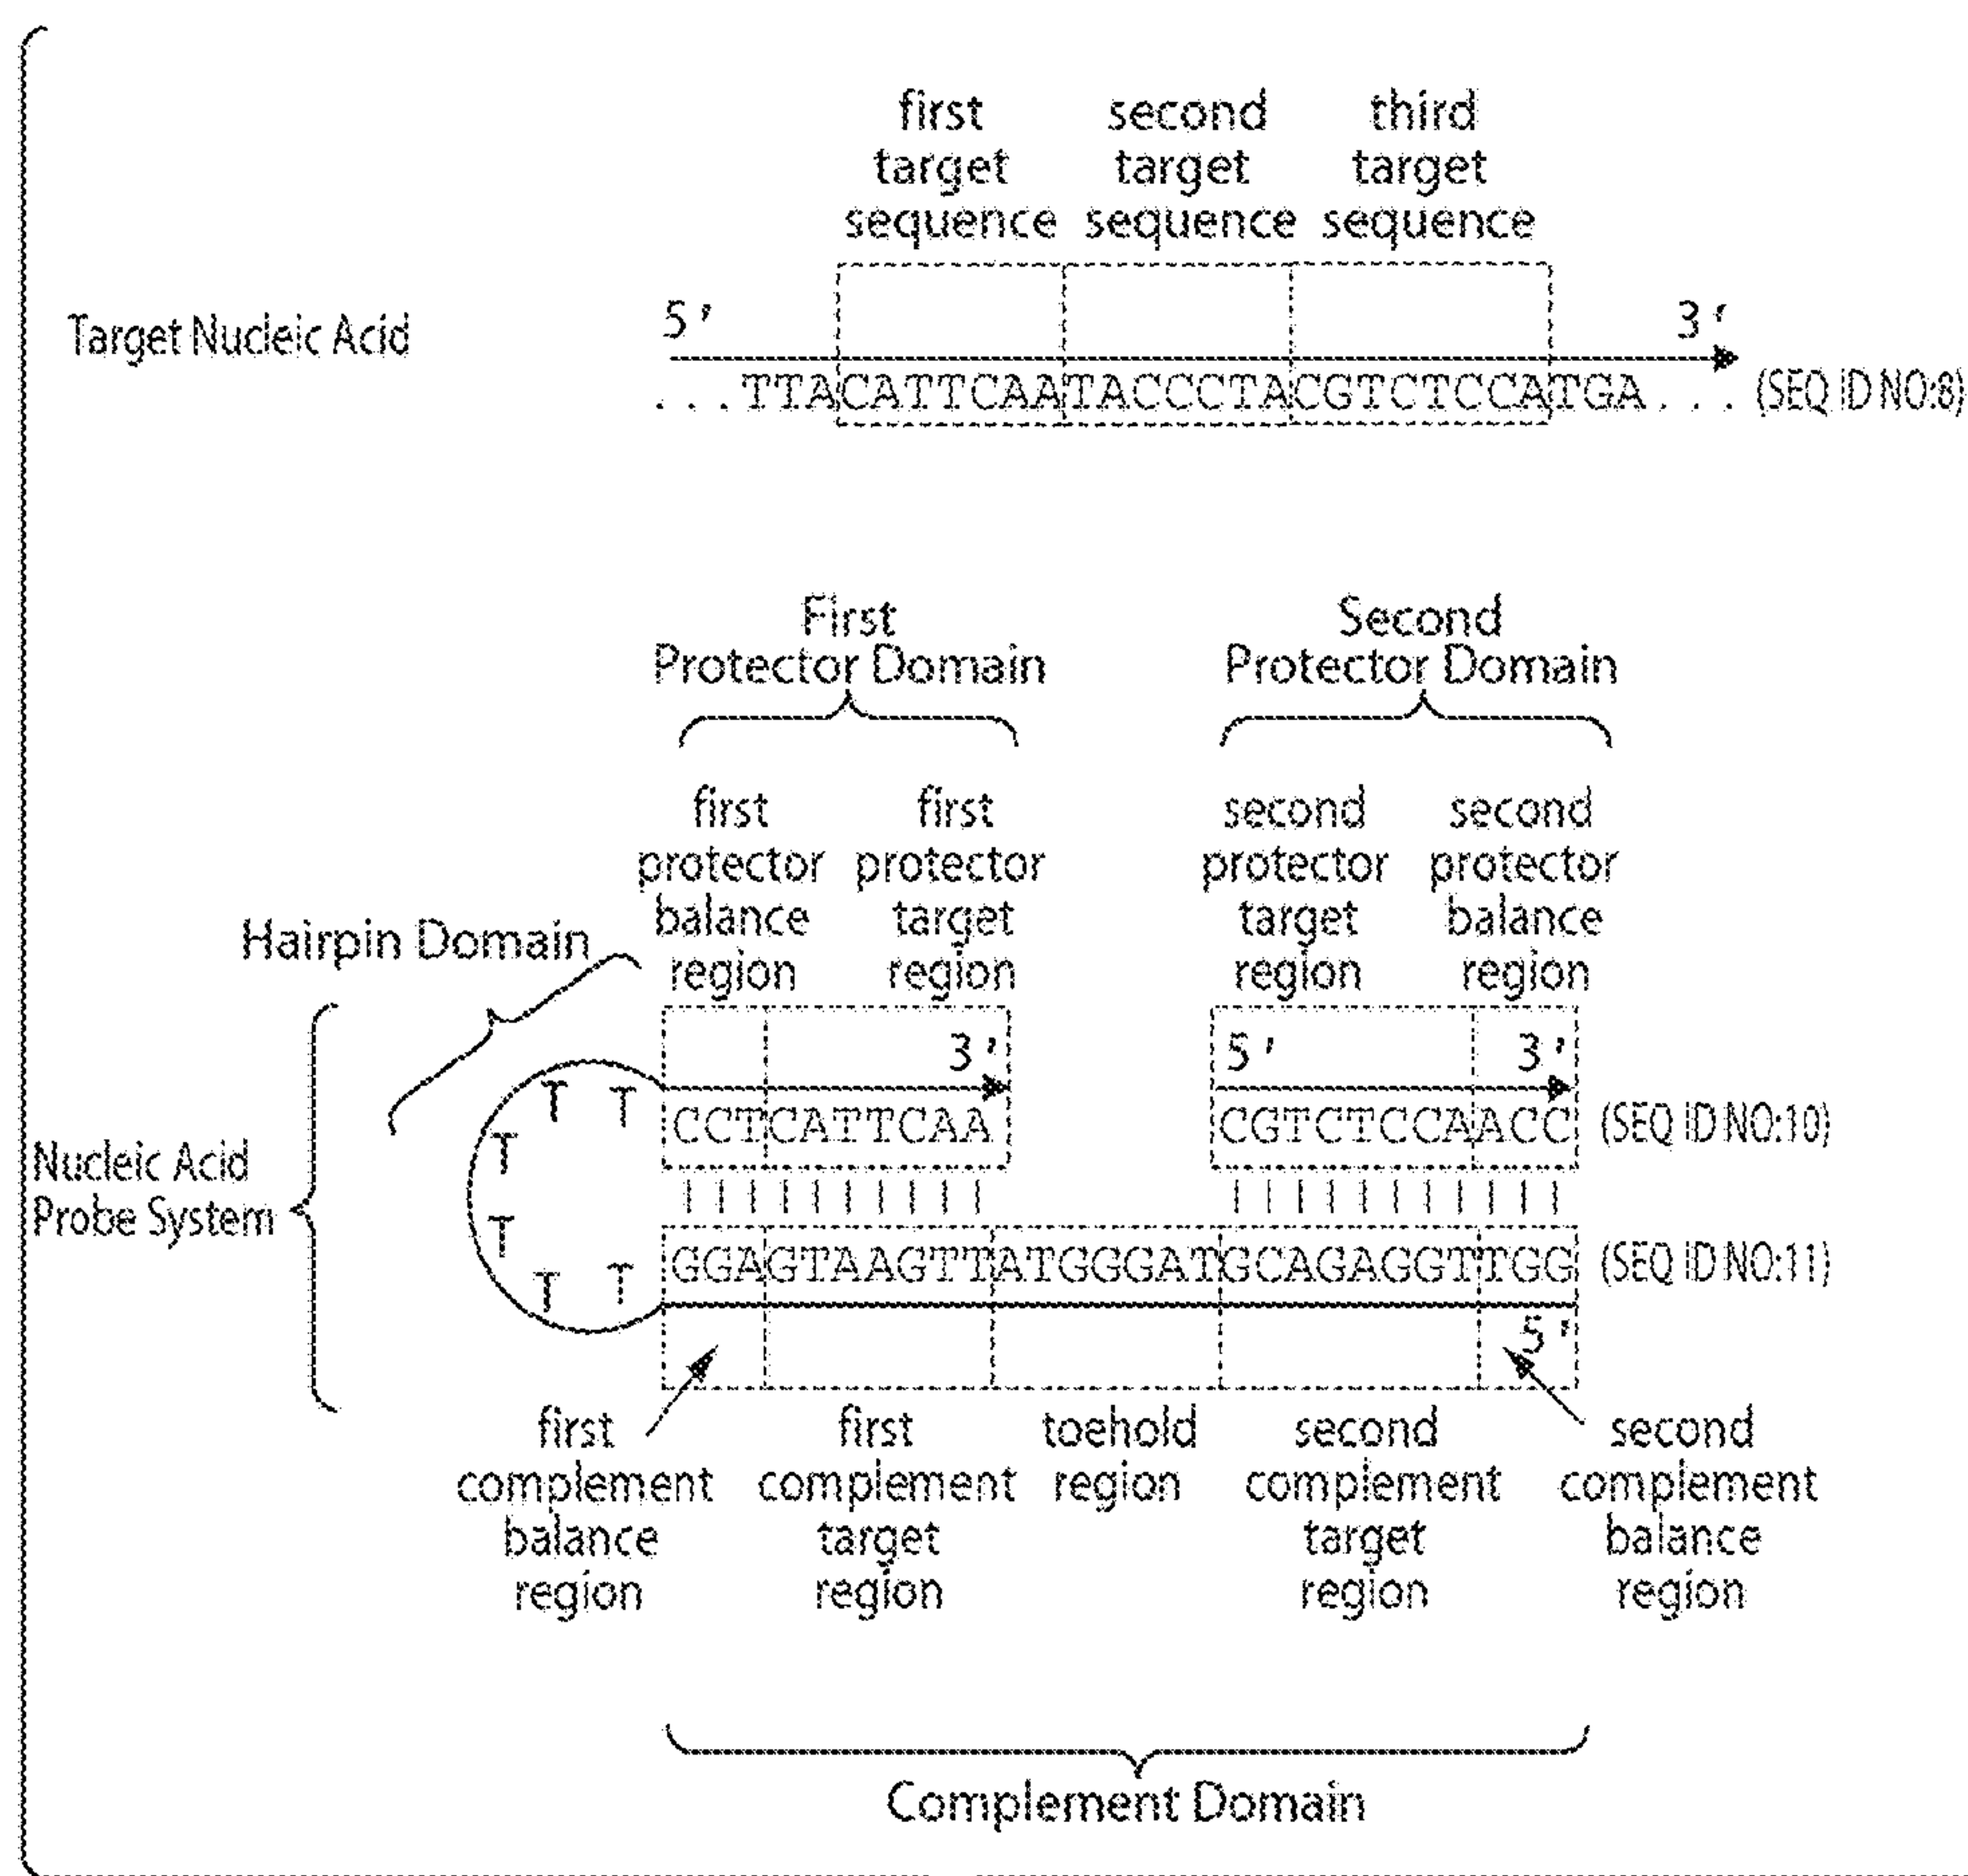 first second third
target target target
sequence sequence sequence
5' 3'
Target Nucleic Acid
...TTACATTCAATACCCTACGTCTCCATGA... (SEQ ID NO:8)
First Second
Protector Domain Protector Domain
first first second second
protector protector protector protector
balance target target balance
region region region region
Hairpin Domain
3' 5' 3'
T T
CCTCATTCAA CGTCTCCAACC (SEQ ID NO:10)
T
Nucleic Acid
Probe System
T
GGAGTAAGTTATGGGATGCAGAGGTTGG (SEQ ID NO:11)
T T
5'
first first toehold second second
complement complement region complement complement
balance target target balance
region region region region
Complement Domain